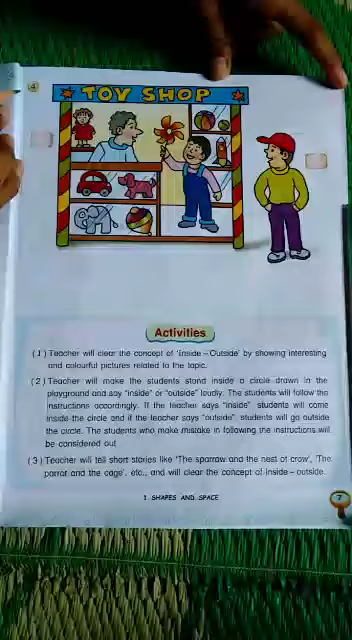 4
TOY SHOP
Activities
(1) Teacher will clear the concept of 'Inside – Outside' by showing interesting
and colourful pictures related to the topic.
(2) Teacher will make the students stand inside a circle drawn in the
playground and say "inside" or "outside" loudly. The students will follow the
instructions accordingly. If the teacher says "inside" students will come
inside the circle and if the teacher says "outside", students will go outside
the circle. The students who make mistake in following the instructions will
be considered out
(3) Teacher will tell short stories like 'The sparrow and the nest of crow', 'The
parrot and the cage', etc., and will clear the concept of inside – outside.
1. SHAPES AND SPACE
7